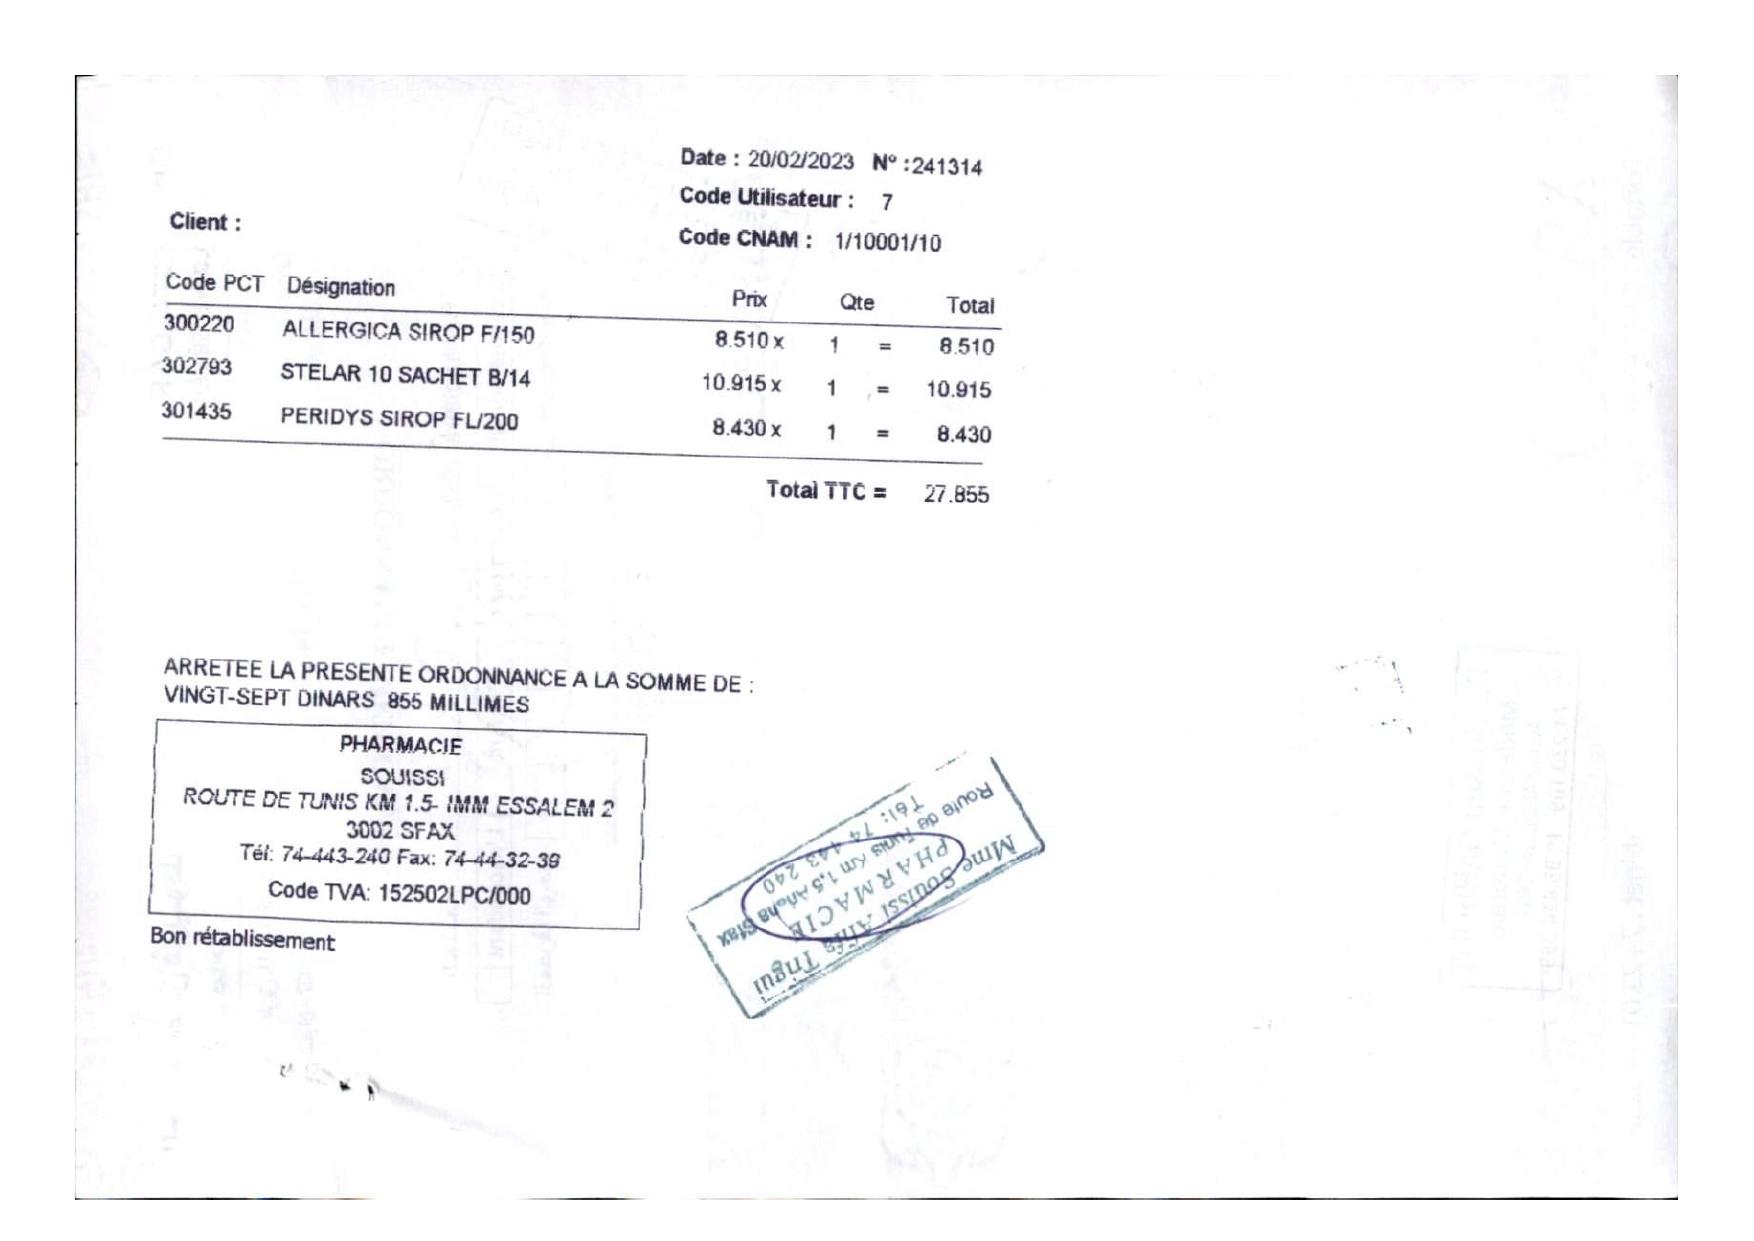 Date : 20/02/2023 N° :241314
Code Utilisateur : 7
Client :
Code CNAM : 1/10001/10
Code PCT Désignation Prix Qte Total
300220 ALLERGICA SIROP F/150 8.510 x 1 = 8.510
302793 STELAR 10 SACHET B/14 10.915 x 1 = 10.915
301435 PERIDYS SIROP FL/200 8.430 x 1 = 8.430
Total TTC = 27.855
ARRETEE LA PRESENTE ORDONNANCE A LA SOMME DE :
VINGT-SEPT DINARS 855 MILLIMES
PHARMACIE
SOUISSI
ROUTE DE TUNIS KM 1.5- IMM ESSALEM 2
3002 SFAX
Tél: 74-443-240 Fax: 74-44-32-39
Code TVA: 152502LPC/000
Bon rétablissement
PHARMACIE
Mme Souissi Afifa Trigui
Route de Tunis Km 1,5 Sfax
Tél: 74 443 240